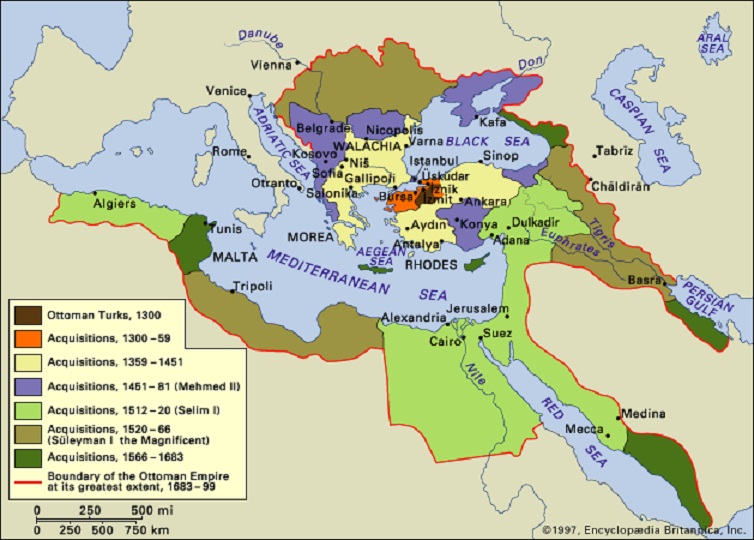 ARAL
SEA
Danube
Vienna
Don
Venice
CASPIAN SEA
ADRIATIC SEA
Belgrade
Nicopolis
Kafa
WALACHIA
Varna
BLACK SEA
Rome
Kosovo
Niš
Sofia
Istanbul
Sinop
Tabrīz
Otranto
Gallipoli
Üsküdar
Chāldirān
Salonika
Bursa
İznik
İzmit
Ankara
Algiers
Tunis
MOREA
Aydın
Konya
Dulkadir
Tigris
Euphrates
AEGEAN
SEA
Antalya
Adana
MALTA
MEDITERRANEAN SEA
RHODES
Basra
PERSIAN
GULF
Tripoli
Jerusalem
Alexandria
Cairo
Suez
Nile
RED
SEA
Medina
Mecca
Ottoman Turks, 1300
Acquisitions, 1300–59
Acquisitions, 1359–1451
Acquisitions, 1451–81 (Mehmed II)
Acquisitions, 1512–20 (Selim I)
Acquisitions, 1520–66
(Süleyman I the Magnificent)
Acquisitions, 1566–1683
Boundary of the Ottoman Empire
at its greatest extent, 1683–99
0 250 500 mi
0 250 500 750 km
©1997, Encyclopædia Britannica, Inc.